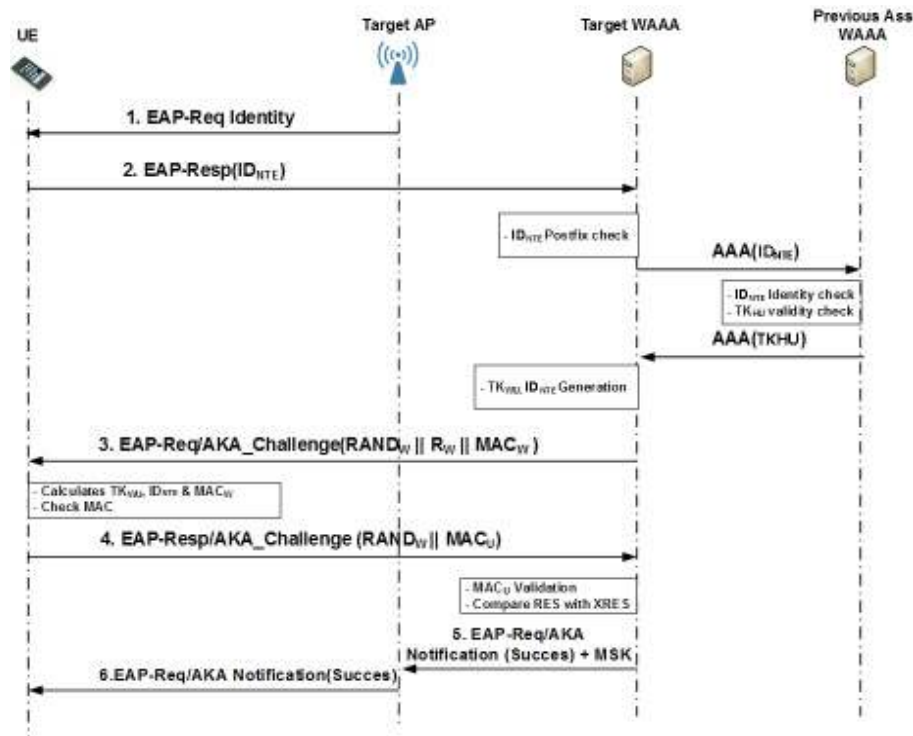 UE
Target AP
Target WAAA
Previous Ass
WAAA
1. EAP-Req Identity
2. EAP-Resp(IDNTE)
- IDNTE Postfix check
AAA(IDNTE)
- IDNTE Identity check
- TKHU validity check
AAA(TKHU)
- TKWU, IDNTE Generation
3. EAP-Req/AKA_Challenge(RANDW || RW || MACW)
- Calculates TKWU, IDNTE & MACW
- Check MAC
4. EAP-Resp/AKA_Challenge (RANDW || MACU)
- MACU Validation
- Compare RES with XRES
5. EAP-Req/AKA
Notification (Succes) + MSK
6.EAP-Req/AKA Notification(Succes)